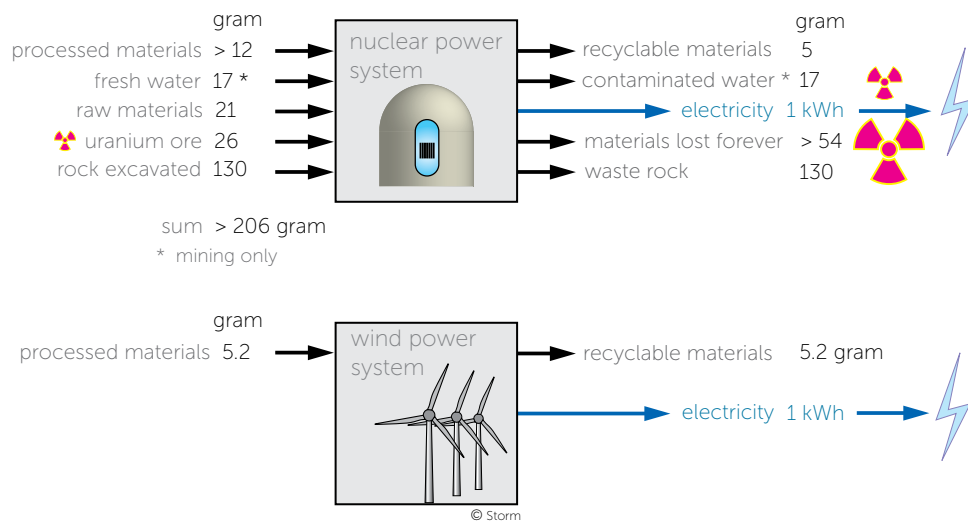 gram
processed materials > 12
fresh water 17 *
raw materials 21
uranium ore 26
rock excavated 130
sum > 206 gram
* mining only
nuclear power
system
gram
recyclable materials 5
contaminated water * 17
electricity 1 kWh
materials lost forever > 54
waste rock 130
gram
processed materials 5.2
wind power
system
recyclable materials 5.2 gram
electricity 1 kWh
© Storm